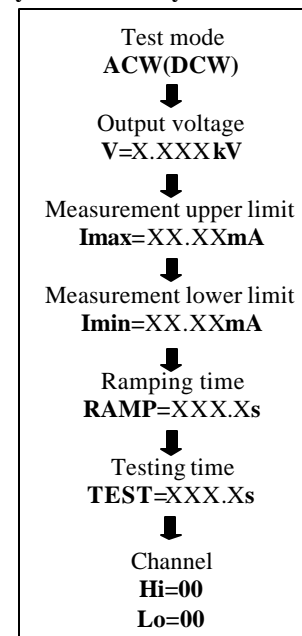 Test mode
ACW(DCW)
Output voltage
V=X.XXXkV
Measurement upper limit
Imax=XX.XXmA
Measurement lower limit
Imin=XX.XXmA
Ramping time
RAMP=XXX.Xs
Testing time
TEST=XXX.Xs
Channel
Hi=00
Lo=00